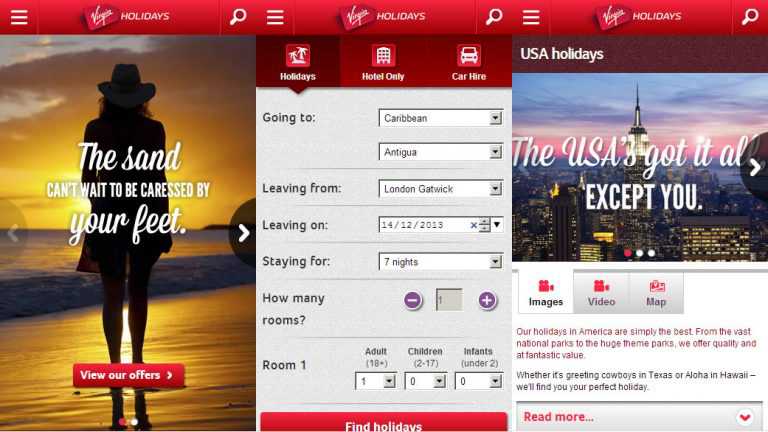 Virgin HOLIDAYS
The sand
CAN'T WAIT TO BE CARESSED BY
your feet.
View our offers
Virgin HOLIDAYS
Holidays
Hotel Only
Car Hire
Going to:
Caribbean
Antigua
Leaving from:
London Gatwick
Leaving on:
14/12/2013
Staying for:
7 nights
How many
rooms?
1
Room 1
Adult
(18+)
Children
(2-17)
Infants
(under 2)
1
0
0
Find holidays
Virgin HOLIDAYS
USA holidays
The USA's got it all,
EXCEPT YOU.
Images
Video
Map
Our holidays in America are simply the best. From the vast
national parks to the huge theme parks, we offer quality and
at fantastic value.
Whether it's greeting cowboys in Texas or Aloha in Hawaii –
we'll find you your perfect holiday.
Read more...